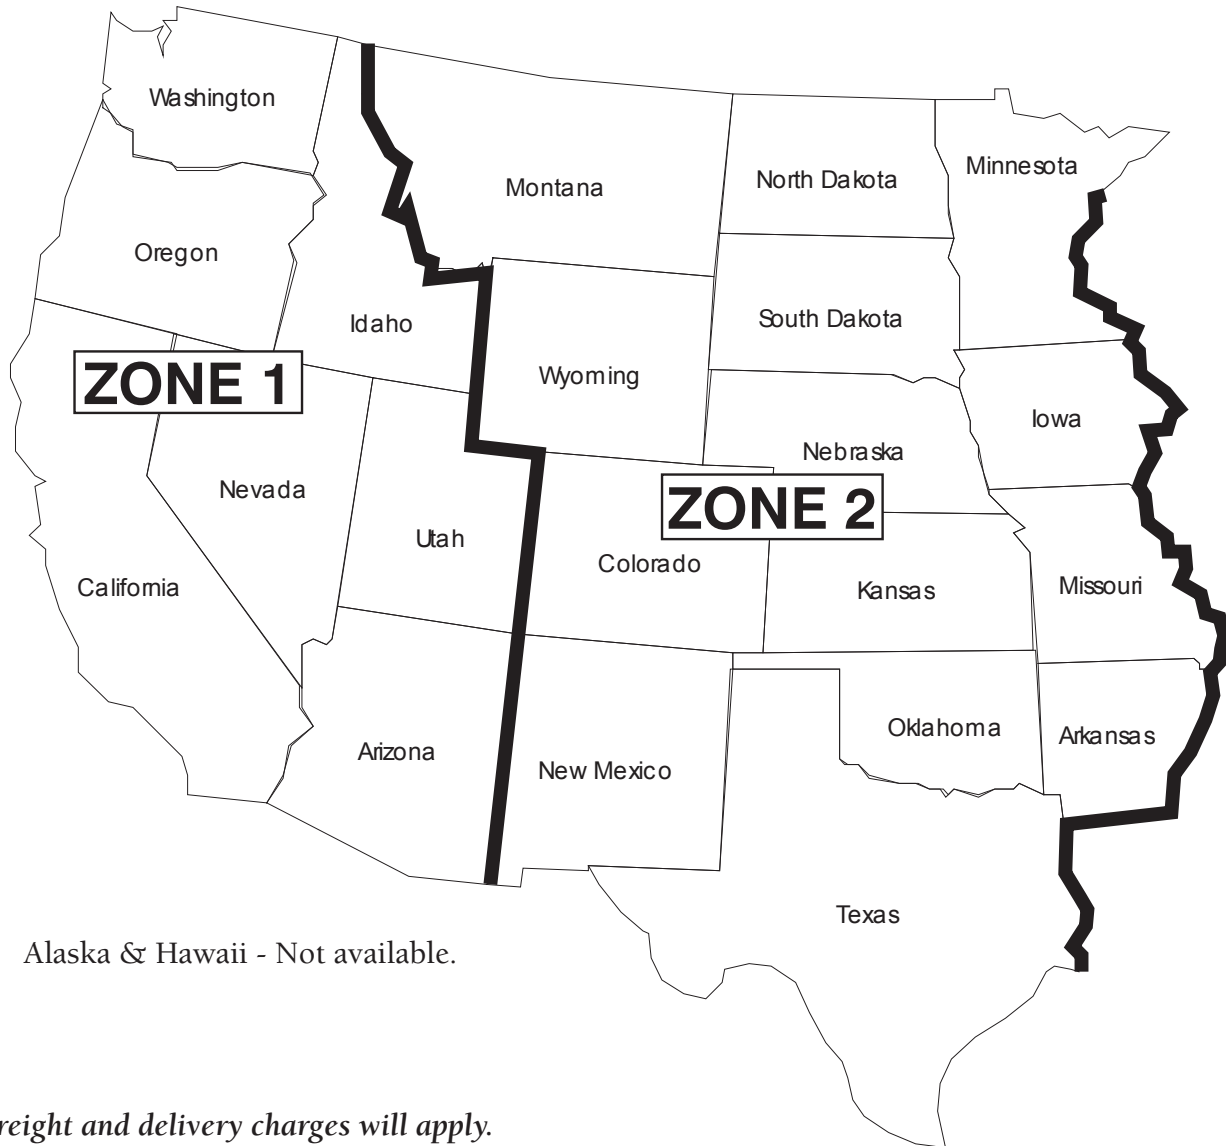 Washington
Minnesota
North Dakota
Montana
Oregon
South Dakota
Idaho
Wyoming
ZONE 1
Iowa
Nebraska
Nevada
ZONE 2
Utah
Colorado
Missouri
California
Kansas
Oklahoma
Arkansas
Arizona
New Mexico
Texas
Alaska & Hawaii - Not available.
reight and delivery charges will apply.